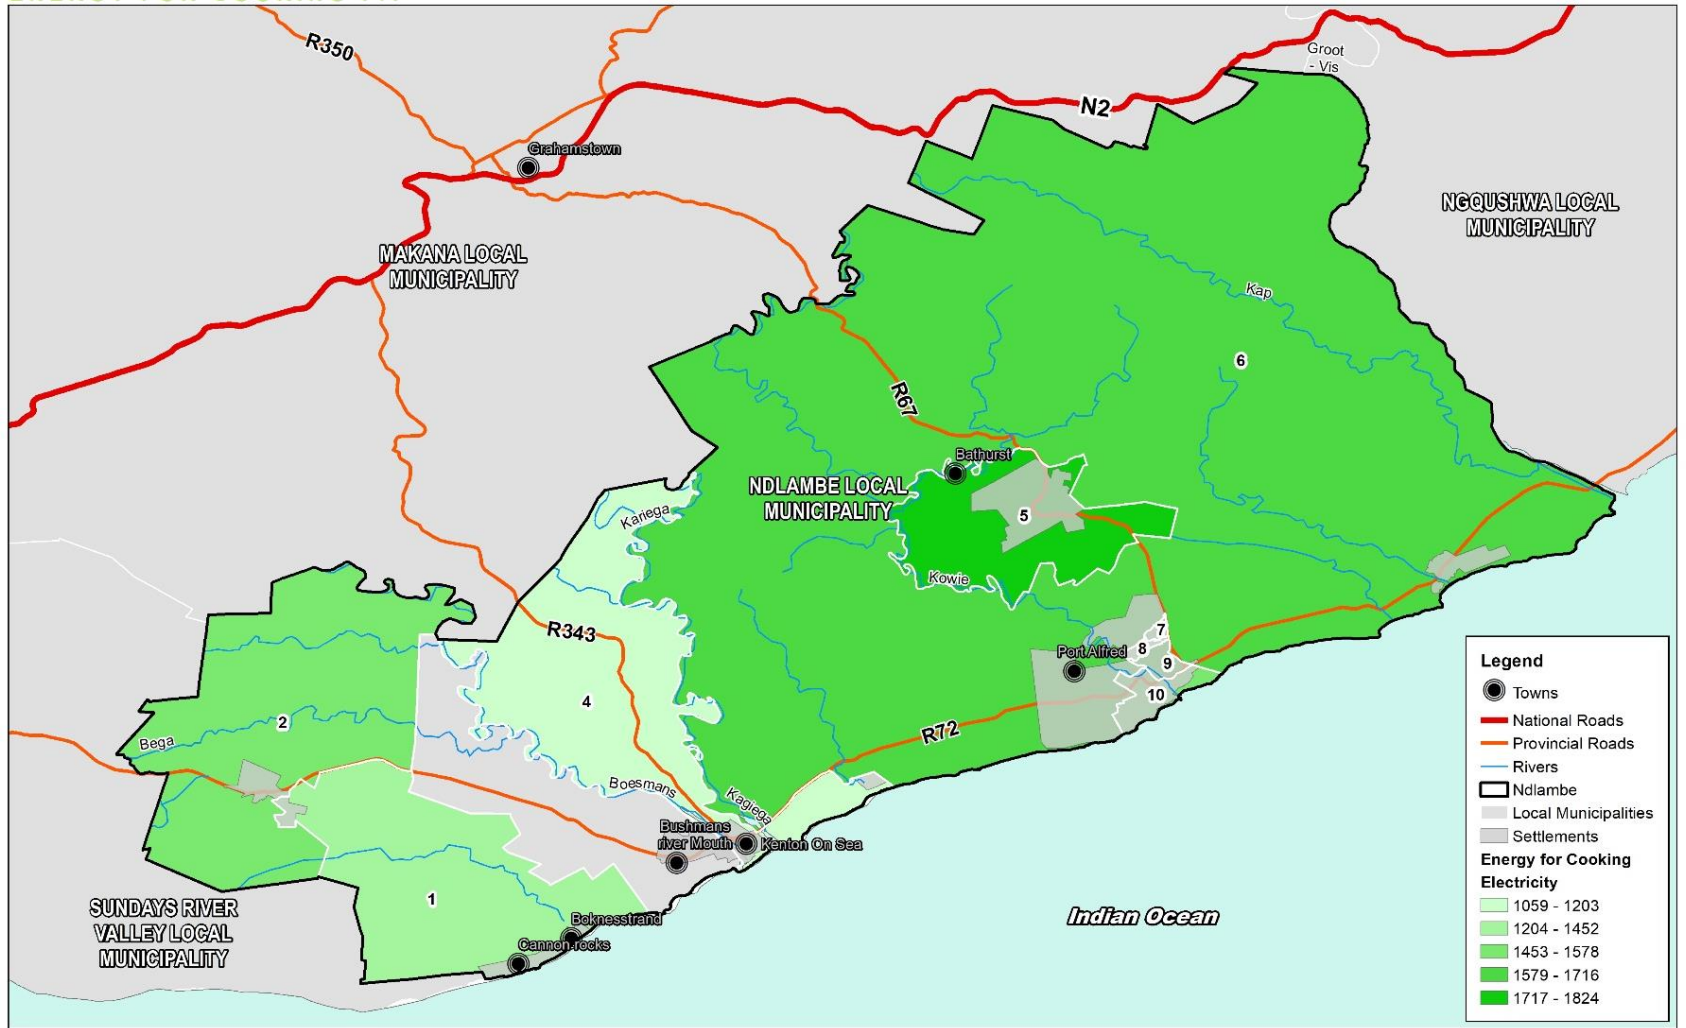 R350
Groot
- Vis
N2
Grahamstown
NGQUSHWA LOCAL
MUNICIPALITY
MAKANA LOCAL
MUNICIPALITY
Kap
6
R67
Bathurst
NDLAMBE LOCAL
MUNICIPALITY
Kariega
5
Kowie
R343
7
8
Port Alfred
9
10
4
2
Bega
R72
Boesmans
Kagiega
Bushmans
river Mouth
Kenton On Sea
1
SUNDAYS RIVER
VALLEY LOCAL
MUNICIPALITY
Boknesstrand
Cannon rocks
Indian Ocean
Legend
Towns
National Roads
Provincial Roads
Rivers
Ndlambe
Local Municipalities
Settlements
Energy for Cooking
Electricity
1059 - 1203
1204 - 1452
1453 - 1578
1579 - 1716
1717 - 1824